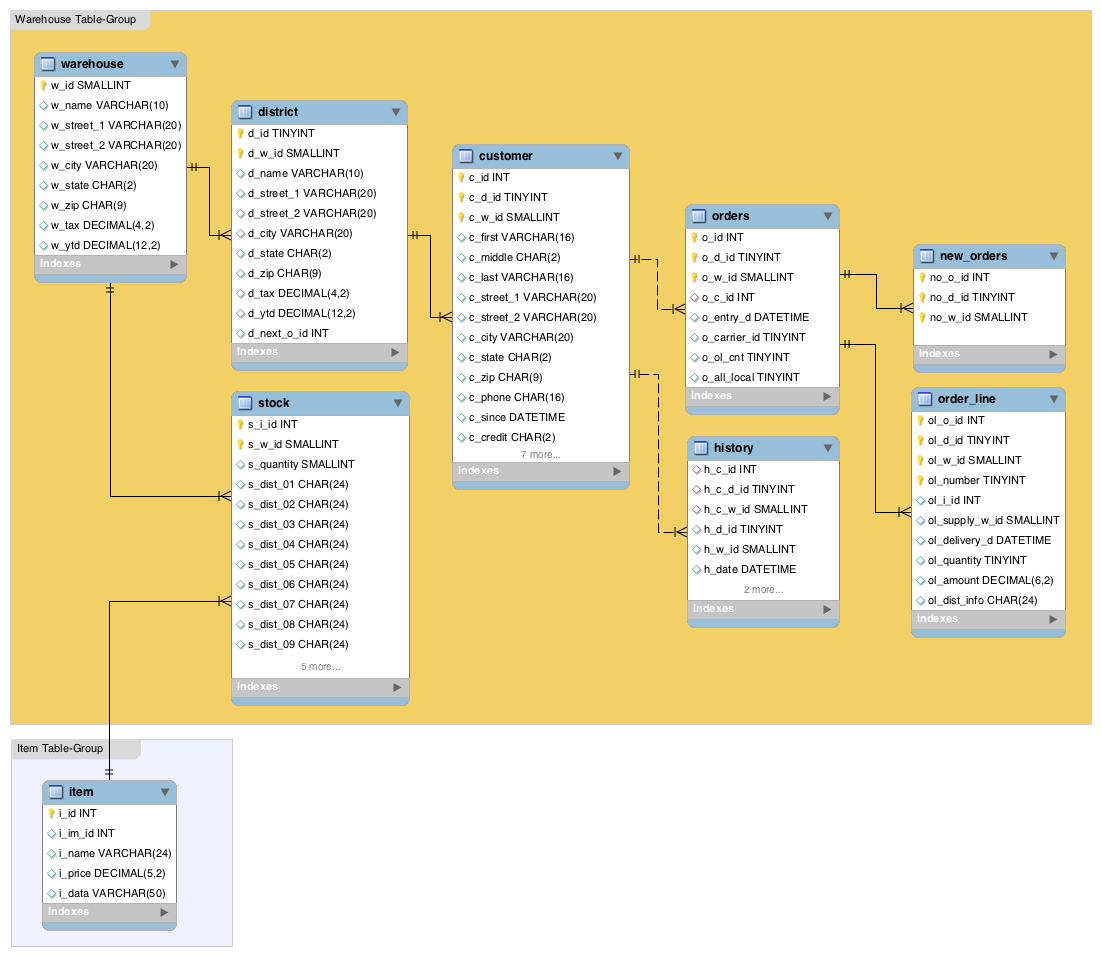 Warehouse Table-Group
warehouse
w_id SMALLINT
w_name VARCHAR(10)
w_street_1 VARCHAR(20)
w_street_2 VARCHAR(20)
w_city VARCHAR(20)
w_state CHAR(2)
w_zip CHAR(9)
w_tax DECIMAL(4,2)
w_ytd DECIMAL(12,2)
Indexes
district
d_id TINYINT
d_w_id SMALLINT
d_name VARCHAR(10)
d_street_1 VARCHAR(20)
d_street_2 VARCHAR(20)
d_city VARCHAR(20)
d_state CHAR(2)
d_zip CHAR(9)
d_tax DECIMAL(4,2)
d_ytd DECIMAL(12,2)
d_next_o_id INT
Indexes
stock
s_i_id INT
s_w_id SMALLINT
s_quantity SMALLINT
s_dist_01 CHAR(24)
s_dist_02 CHAR(24)
s_dist_03 CHAR(24)
s_dist_04 CHAR(24)
s_dist_05 CHAR(24)
s_dist_06 CHAR(24)
s_dist_07 CHAR(24)
s_dist_08 CHAR(24)
s_dist_09 CHAR(24)
5 more...
Indexes
customer
c_id INT
c_d_id TINYINT
c_w_id SMALLINT
c_first VARCHAR(16)
c_middle CHAR(2)
c_last VARCHAR(16)
c_street_1 VARCHAR(20)
c_street_2 VARCHAR(20)
c_city VARCHAR(20)
c_state CHAR(2)
c_zip CHAR(9)
c_phone CHAR(16)
c_since DATETIME
c_credit CHAR(2)
7 more...
Indexes
orders
o_id INT
o_d_id TINYINT
o_w_id SMALLINT
o_c_id INT
o_entry_d DATETIME
o_carrier_id TINYINT
o_ol_cnt TINYINT
o_all_local TINYINT
Indexes
history
h_c_id INT
h_c_d_id TINYINT
h_c_w_id SMALLINT
h_d_id TINYINT
h_w_id SMALLINT
h_date DATETIME
2 more...
Indexes
new_orders
no_o_id INT
no_d_id TINYINT
no_w_id SMALLINT
Indexes
order_line
ol_o_id INT
ol_d_id TINYINT
ol_w_id SMALLINT
ol_number TINYINT
ol_i_id INT
ol_supply_w_id SMALLINT
ol_delivery_d DATETIME
ol_quantity TINYINT
ol_amount DECIMAL(6,2)
ol_dist_info CHAR(24)
Indexes
Item Table-Group
item
i_id INT
i_im_id INT
i_name VARCHAR(24)
i_price DECIMAL(5,2)
i_data VARCHAR(50)
Indexes